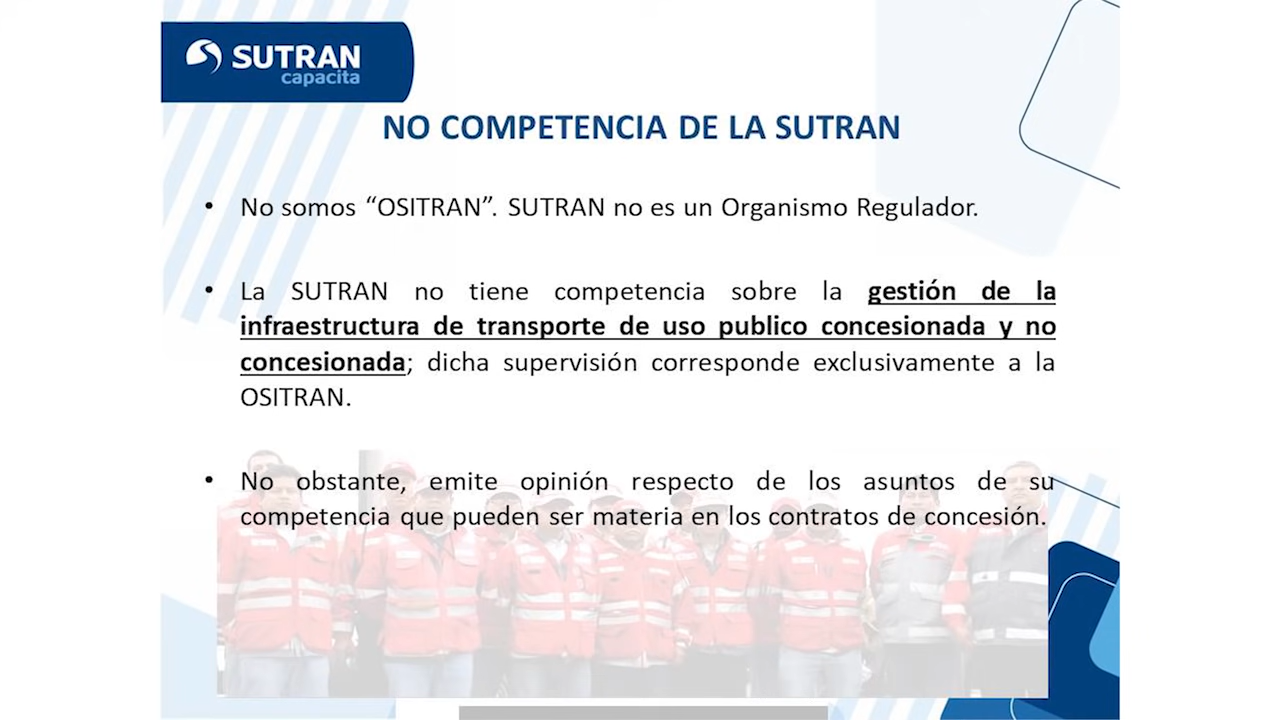 SUTRAN
capacita
NO COMPETENCIA DE LA SUTRAN
• No somos “OSITRAN”. SUTRAN no es un Organismo Regulador.
• La SUTRAN no tiene competencia sobre la gestión de la
infraestructura de transporte de uso publico concesionada y no
concesionada; dicha supervisión corresponde exclusivamente a la
OSITRAN.
• No obstante, emite opinión respecto de los asuntos de su
competencia que pueden ser materia en los contratos de concesión.